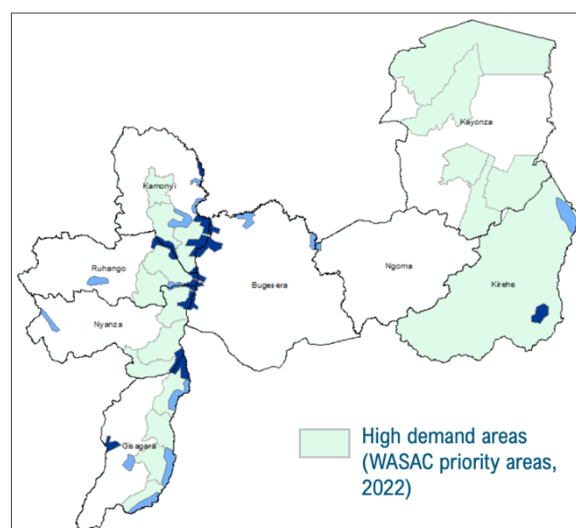 Kayonza
Kamonyi
Ruhango
Bugesera
Ngoma
Kirehe
Nyanza
Gisagara
High demand areas
(WASAC priority areas,
2022)